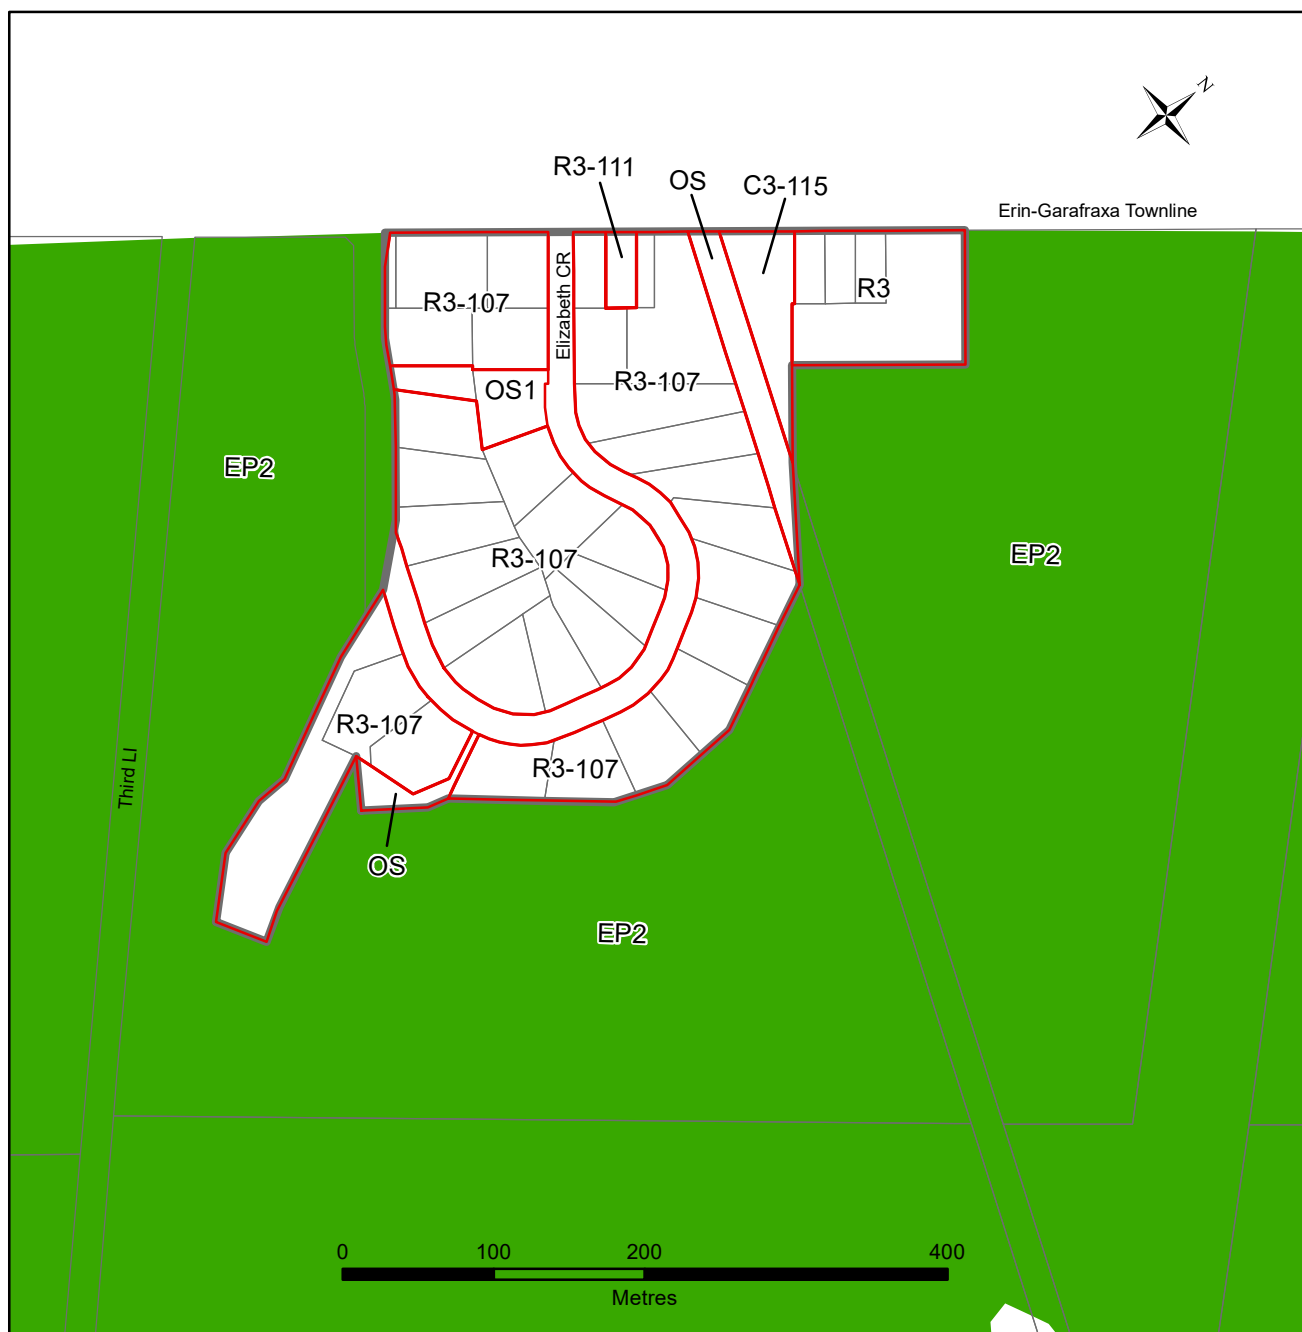 N
R3-111
OS
C3-115
Erin-Garafraxa Townline
R3-107
Elizabeth CR
R3
R3-107
OS1
EP2
R3-107
EP2
R3-107
R3-107
Third LI
OS
EP2
0 100 200 400
Metres